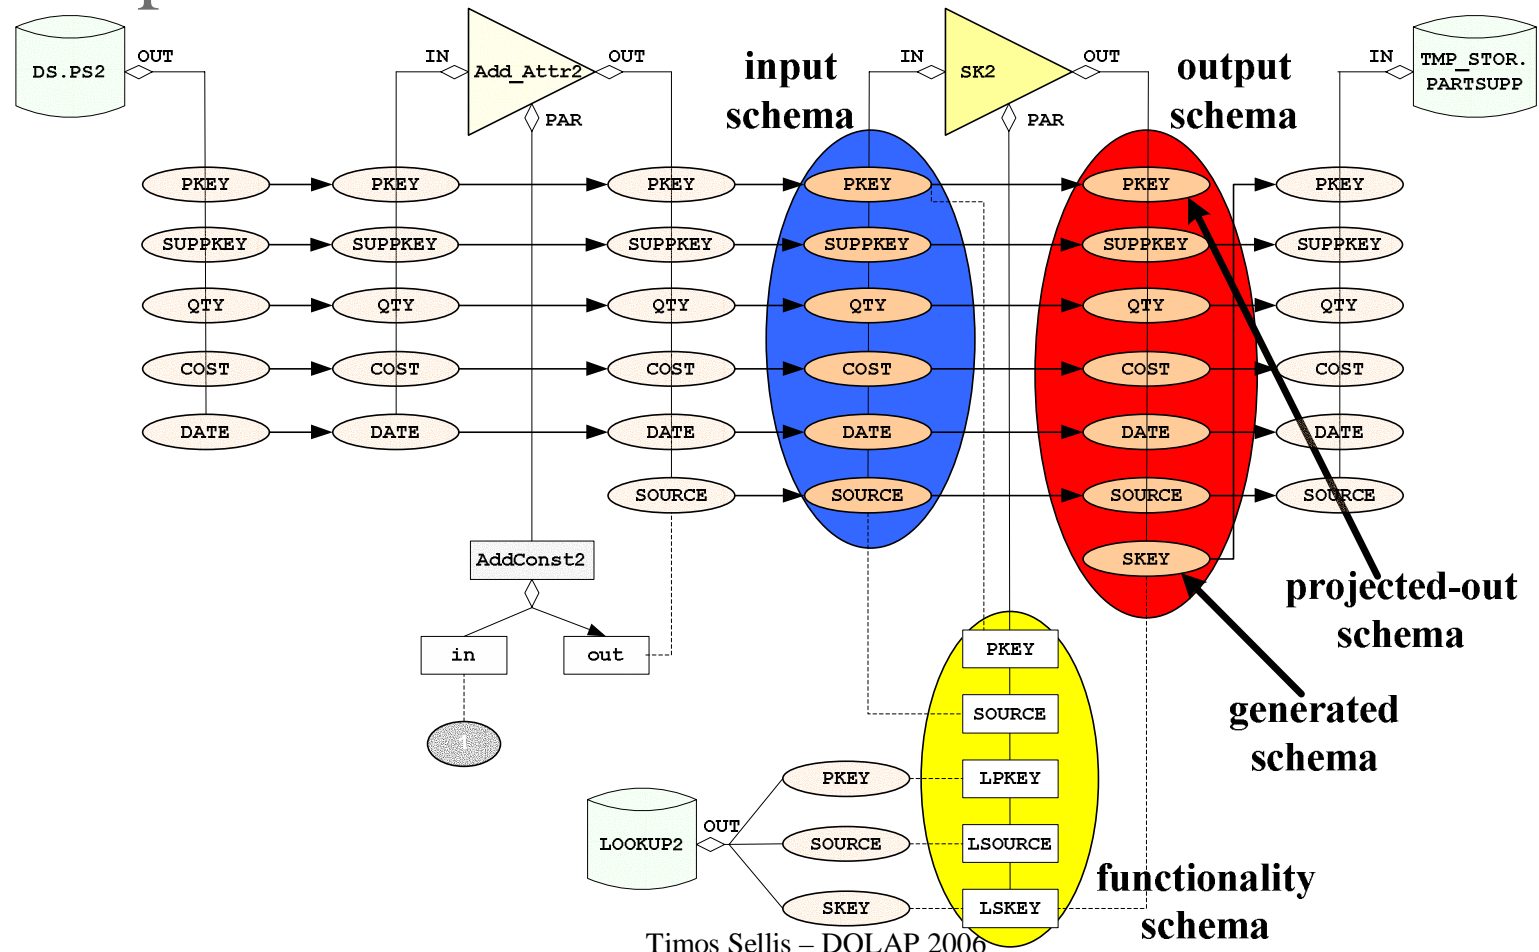 DS.PS2
OUT
IN
Add_Attr2
OUT
PAR
input
schema
IN
SK2
OUT
PAR
output
schema
IN
TMP_STOR.
PARTSUPP
PKEY PKEY PKEY PKEY PKEY PKEY
SUPPKEY SUPPKEY SUPPKEY SUPPKEY SUPPKEY SUPPKEY
QTY QTY QTY QTY QTY QTY
COST COST COST COST COST COST
DATE DATE DATE DATE DATE DATE
SOURCE SOURCE SOURCE SOURCE
AddConst2
SKEY
in
out
1
projected-out
schema
generated
schema
PKEY
SOURCE
PKEY LPKEY
LOOKUP2
OUT
SOURCE LSOURCE
SKEY LSKEY
functionality
schema
Timos Sellis – DOLAP 2006